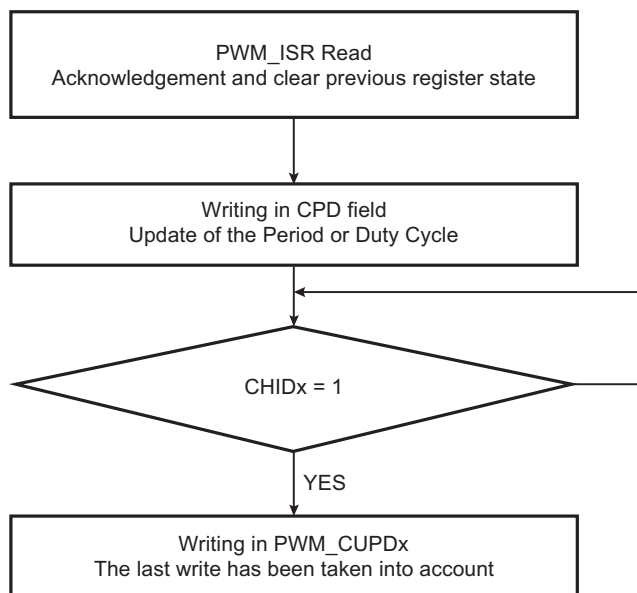 PWM_ISR Read
Acknowledgement and clear previous register state
Writing in CPD field
Update of the Period or Duty Cycle
CHIDx = 1
YES
Writing in PWM_CUPDx
The last write has been taken into account